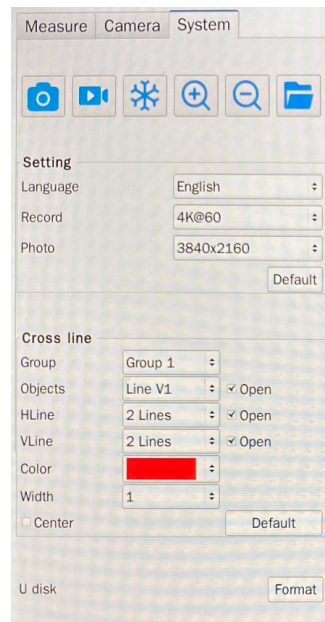 Measure Camera System
Setting
Language English
Record 4K@60
Photo 3840x2160
Default
Cross line
Group Group 1
Objects Line V1 Open
HLine 2 Lines Open
VLine 2 Lines Open
Color
Width 1
Center Default
U disk Format